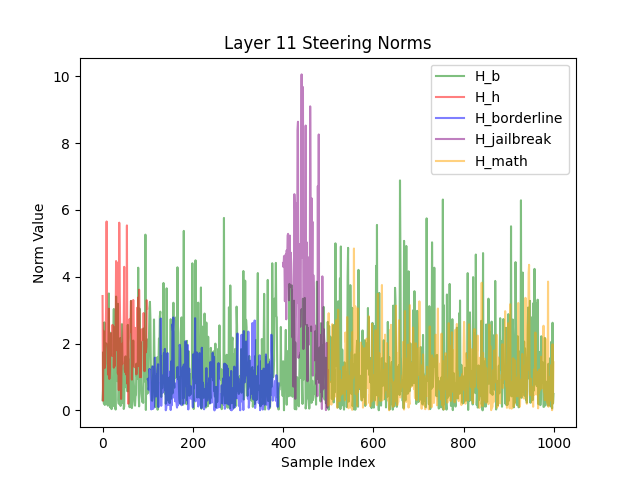 Layer 11 Steering Norms
Norm Value
10
8
6
4
2
0
H_b
H_h
H_borderline
H_jailbreak
H_math
0
200
400
600
800
1000
Sample Index